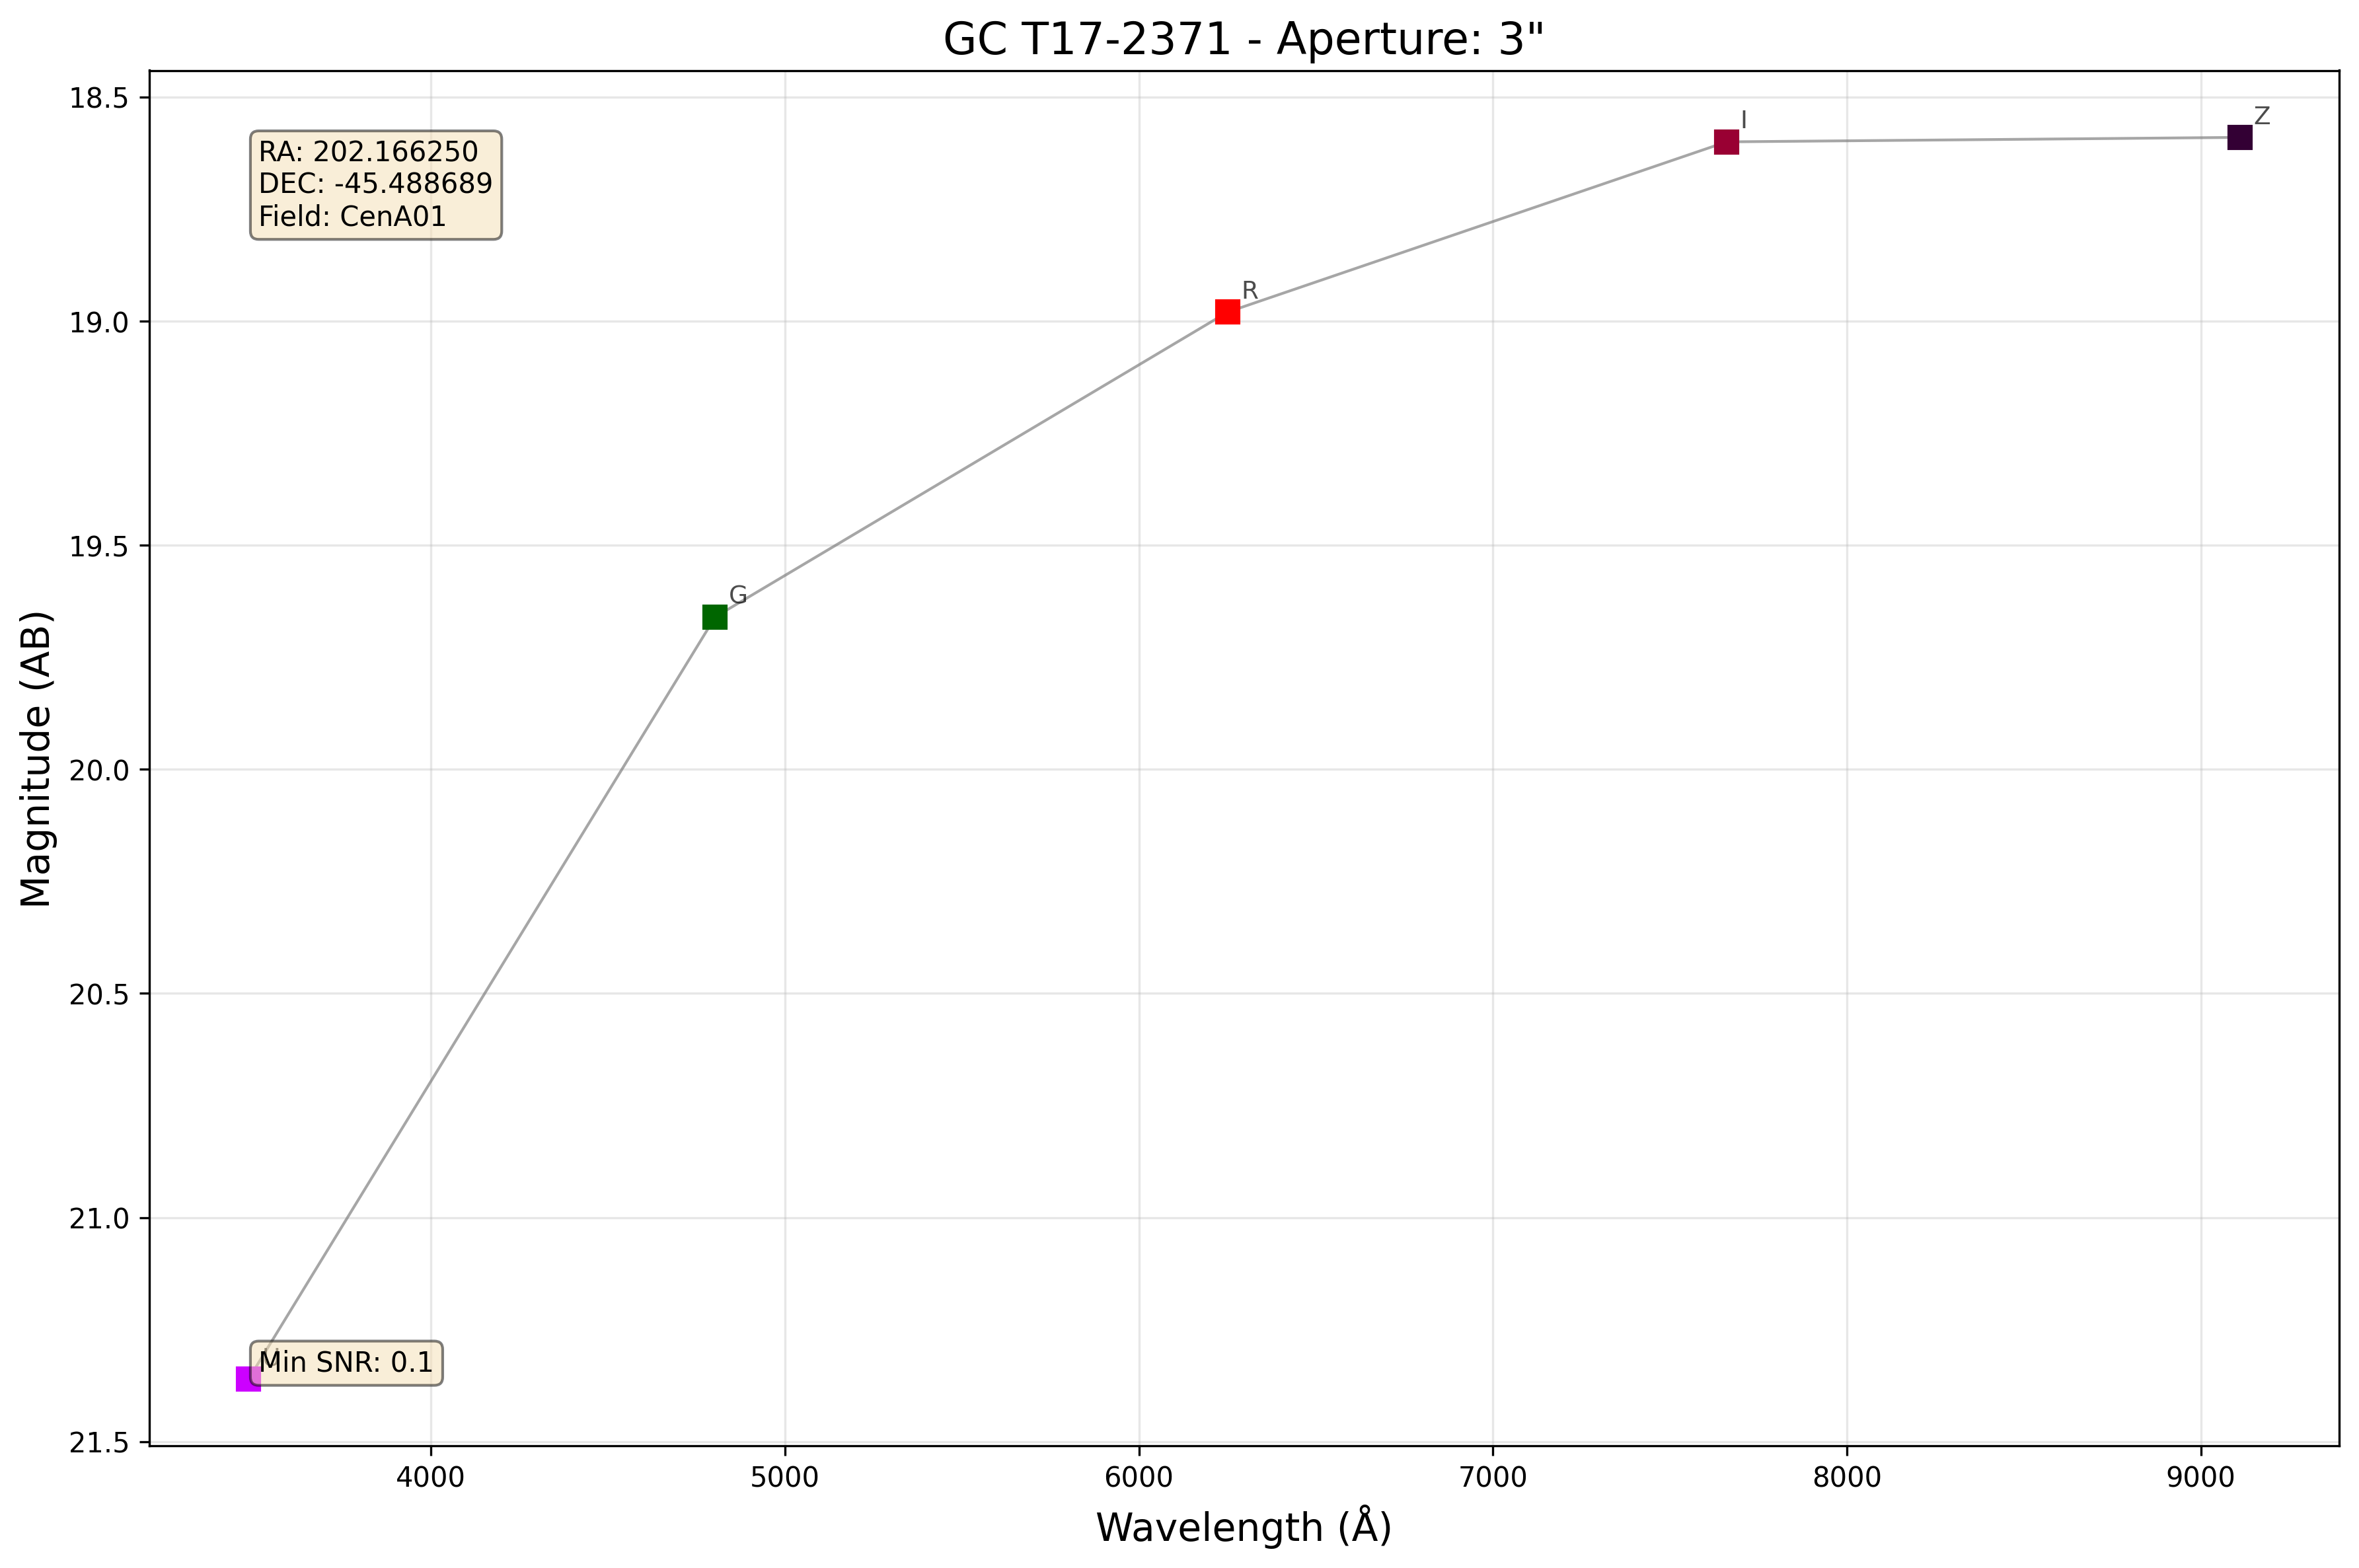 GC T17-2371 - Aperture: 3"
RA: 202.166250
DEC: -45.488689
Field: CenA01
18.5
19.0
19.5
20.0
20.5
21.0
21.5
Magnitude (AB)
I
Z
R
G
Min SNR: 0.1
4000
5000
6000
7000
8000
9000
Wavelength (Å)